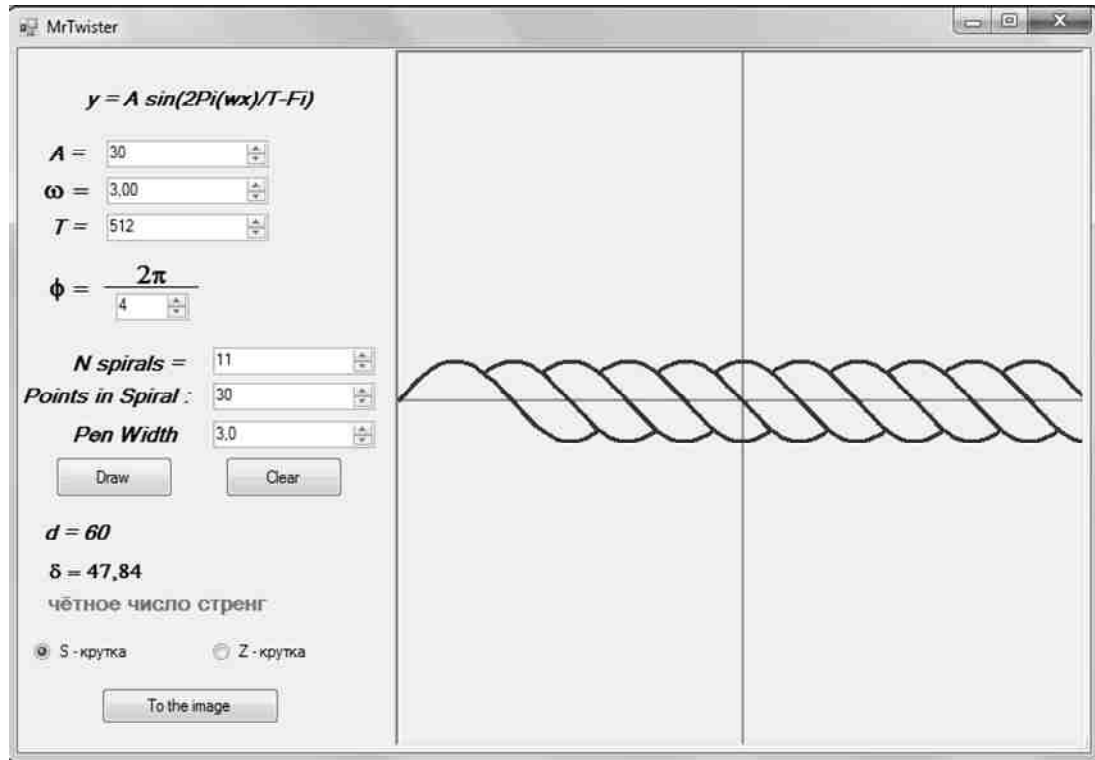 MrTwister
y = A sin(2Pi(wx)/T-Fi)
A = 30
ω = 3,00
T = 512
ϕ = 2π
4
N spirals = 11
Points in Spiral : 30
Pen Width 3,0
Draw Clear
d = 60
δ = 47,84
чётное число стренг
S - крутка Z - крутка
To the image